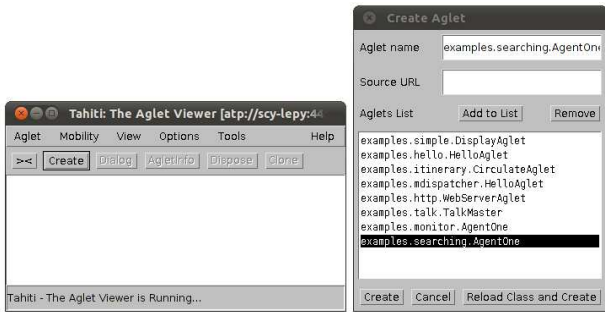 Tahiti: The Aglet Viewer [atp://scy-lepy:44
Aglet Mobility View Options Tools Help
>< Create Dialog AgletInfo Dispose Clone
Tahiti - The Aglet Viewer is Running...
Create Aglet
Aglet name examples.searching.AgentOne
Source URL
Aglets List Add to List Remove
examples.simple.DisplayAglet
examples.hello.HelloAglet
examples.itinerary.CirculateAglet
examples.mdispatcher.HelloAglet
examples.http.WebServerAglet
examples.talk.TalkMaster
examples.monitor.AgentOne
examples.searching.AgentOne
Create Cancel Reload Class and Create